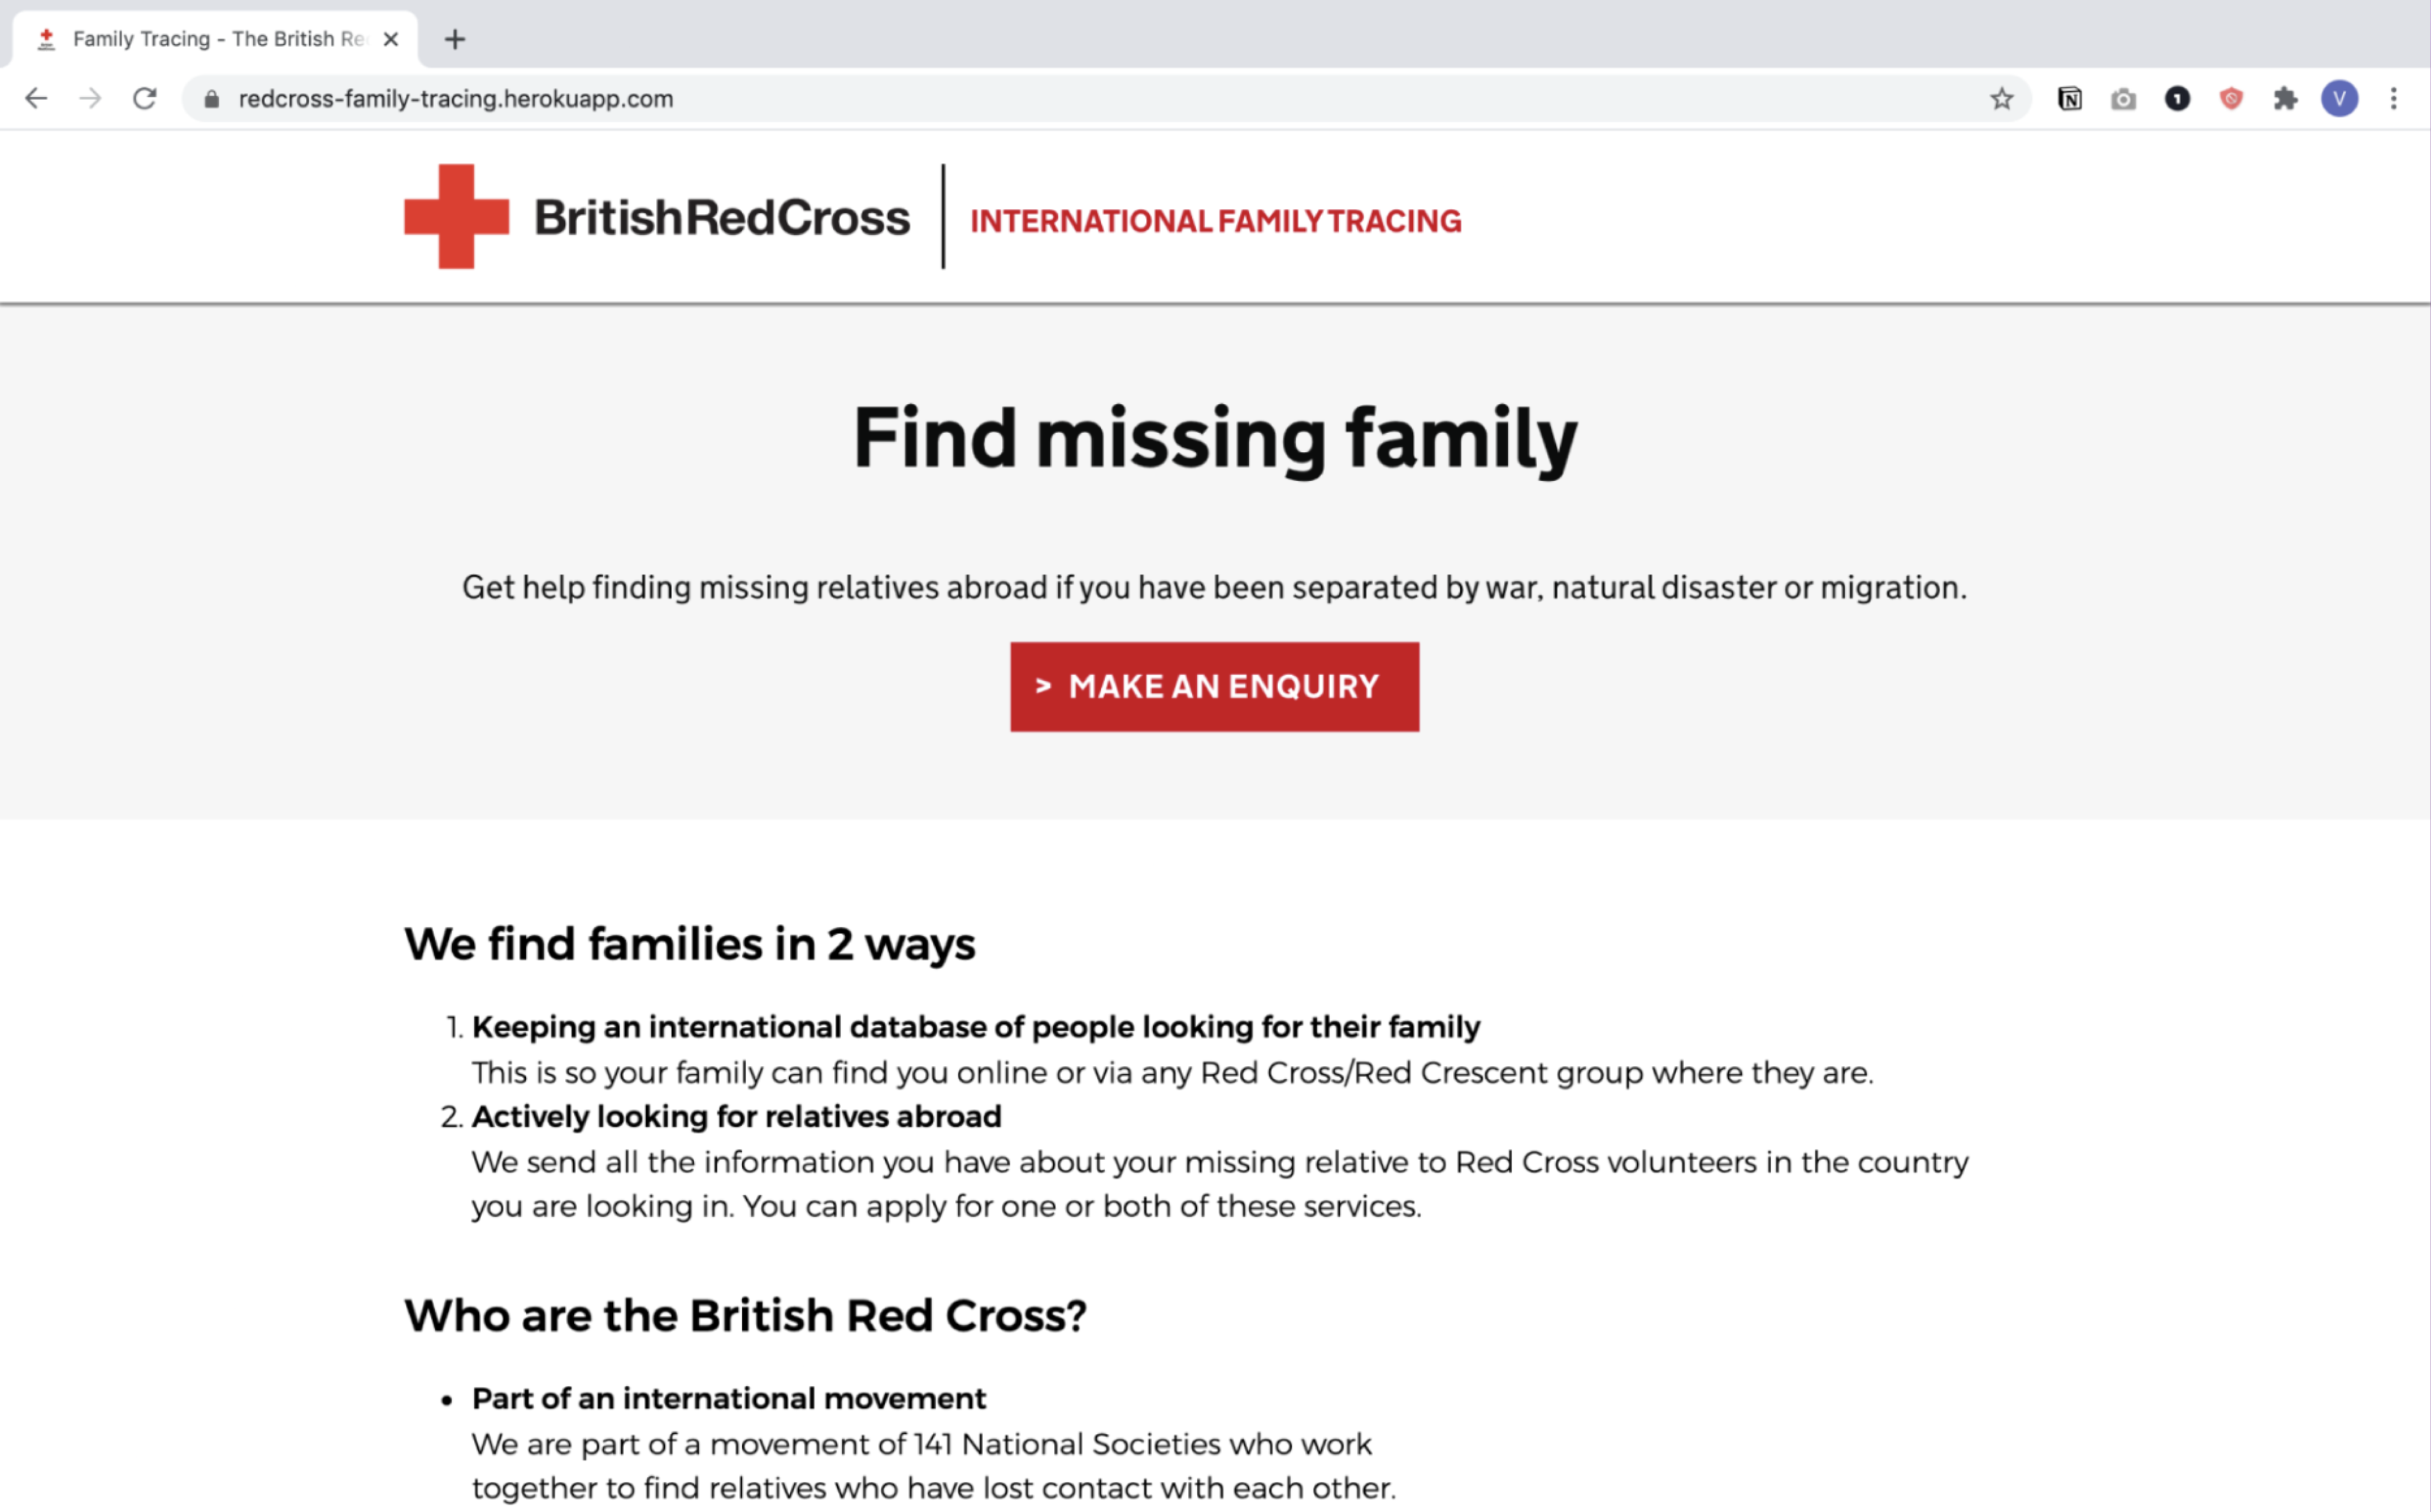 Family Tracing - The British Re
redcross-family-tracing.herokuapp.com
V
BritishRedCross
INTERNATIONAL FAMILY TRACING
Find missing family
Get help finding missing relatives abroad if you have been separated by war, natural disaster or migration.
> MAKE AN ENQUIRY
We find families in 2 ways
1. Keeping an international database of people looking for their family
This is so your family can find you online or via any Red Cross/Red Crescent group where they are.
2. Actively looking for relatives abroad
We send all the information you have about your missing relative to Red Cross volunteers in the country
you are looking in. You can apply for one or both of these services.
Who are the British Red Cross?
• Part of an international movement
We are part of a movement of 141 National Societies who work
together to find relatives who have lost contact with each other.